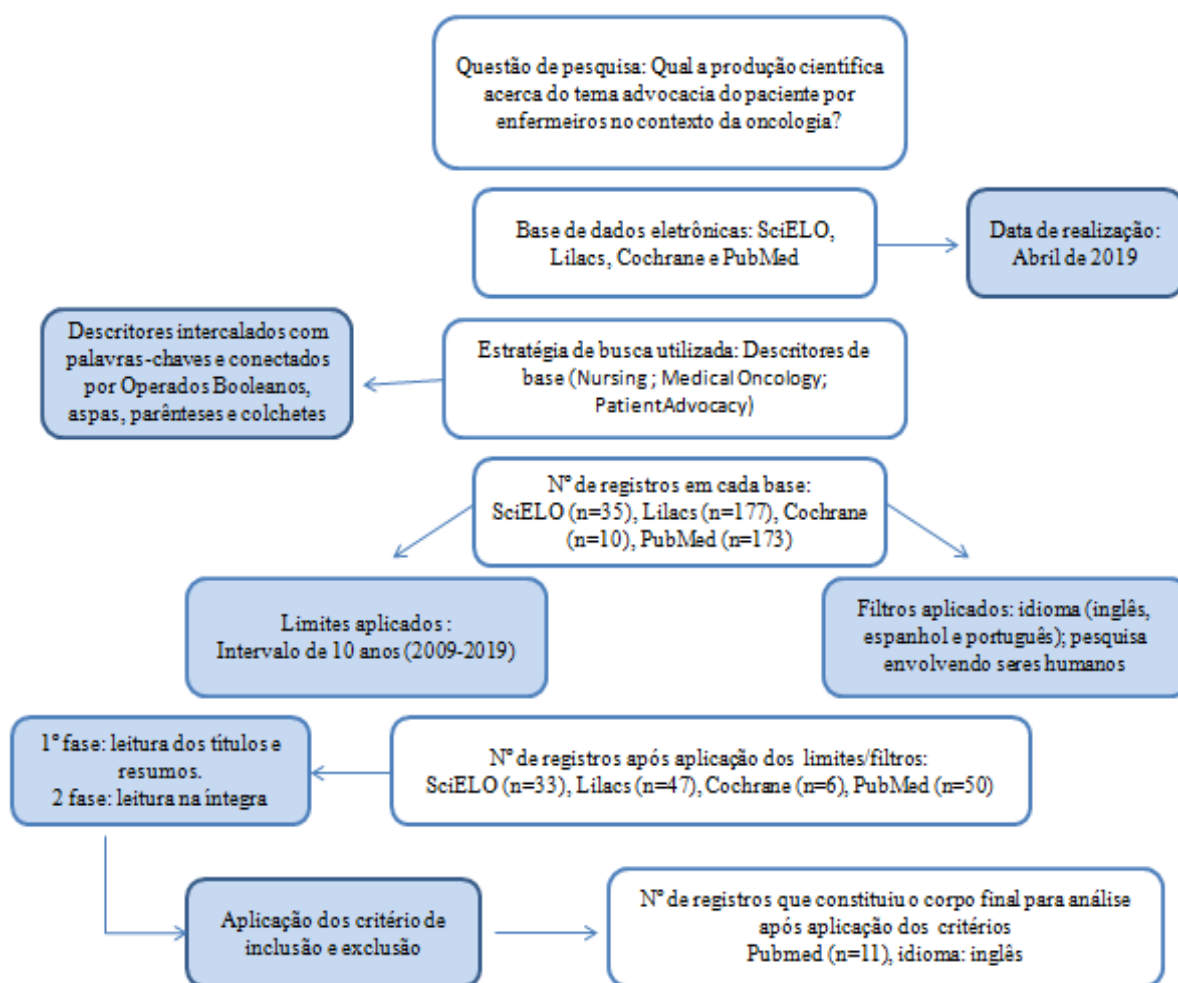 Questão de pesquisa: Qual a produção científica
acerca do tema advocacia do paciente por
enfermeiros no contexto da oncologia?
Base de dados eletrônicas: SciELO,
Lilacs, Cochrane e PubMed
Data de realização:
Abril de 2019
Descritores intercalados com
palavras-chaves e conectados
por Operados Booleanos,
aspas, parênteses e colchetes
Estratégia de busca utilizada: Descritores de
base (Nursing ; Medical Oncology;
PatientAdvocacy)
Nº de registros em cada base:
SciELO (n=35), Lilacs (n=177), Cochrane
(n=10), PubMed (n=173)
Limites aplicados :
Intervalo de 10 anos (2009-2019)
Filtros aplicados: idioma (inglês,
espanhol e português); pesquisa
envolvendo seres humanos
1º fase: leitura dos títulos e
resumos.
2 fase: leitura na íntegra
Nº de registros após aplicação dos limites/filtros:
SciELO (n=33), Lilacs (n=47), Cochrane (n=6), PubMed (n=50)
Aplicação dos critério de
inclusão e exclusão
Nº de registros que constituiu o corpo final para análise
após aplicação dos critérios
Pubmed (n=11), idioma: inglês